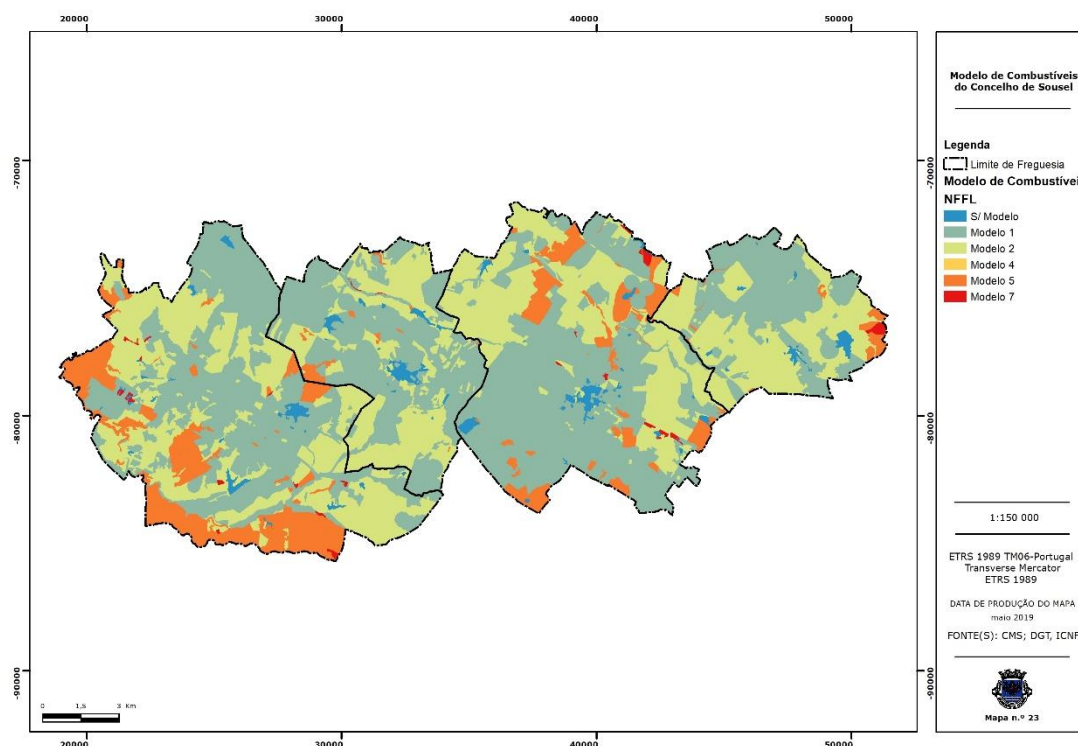 20000 30000 40000 50000
-70000
-80000
-90000
0 1,5 3 Km
20000 30000 40000 50000
-70000
-80000
-90000
Modelo de Combustíveis
do Concelho de Sousel
Legenda
Limite de Freguesia
Modelo de Combustívei
NFFL
S/ Modelo
Modelo 1
Modelo 2
Modelo 4
Modelo 5
Modelo 7
1:150 000
ETRS 1989 TM06-Portugal
Transverse Mercator
ETRS 1989
DATA DE PRODUÇÃO DO MAPA
maio 2019
FONTE(S): CMS; DGT, ICNF
Mapa n.º 23